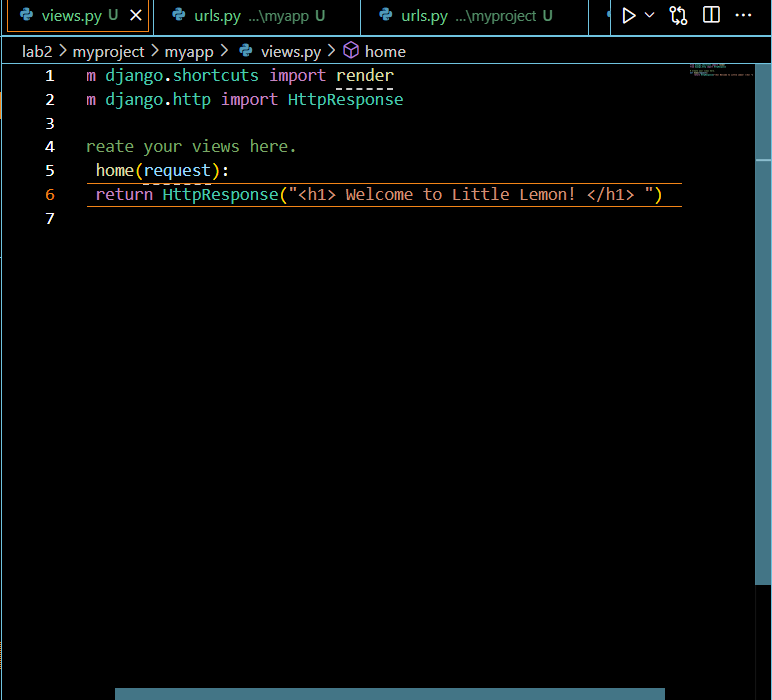 views.py U
urls.py ...\myapp U
urls.py ...\myproject U
lab2 > myproject > myapp > views.py > home
1 m django.shortcuts import render
2 m django.http import HttpResponse
3
4 reate your views here.
5 home(request):
6 return HttpResponse("<h1> Welcome to Little Lemon! </h1> ")
7